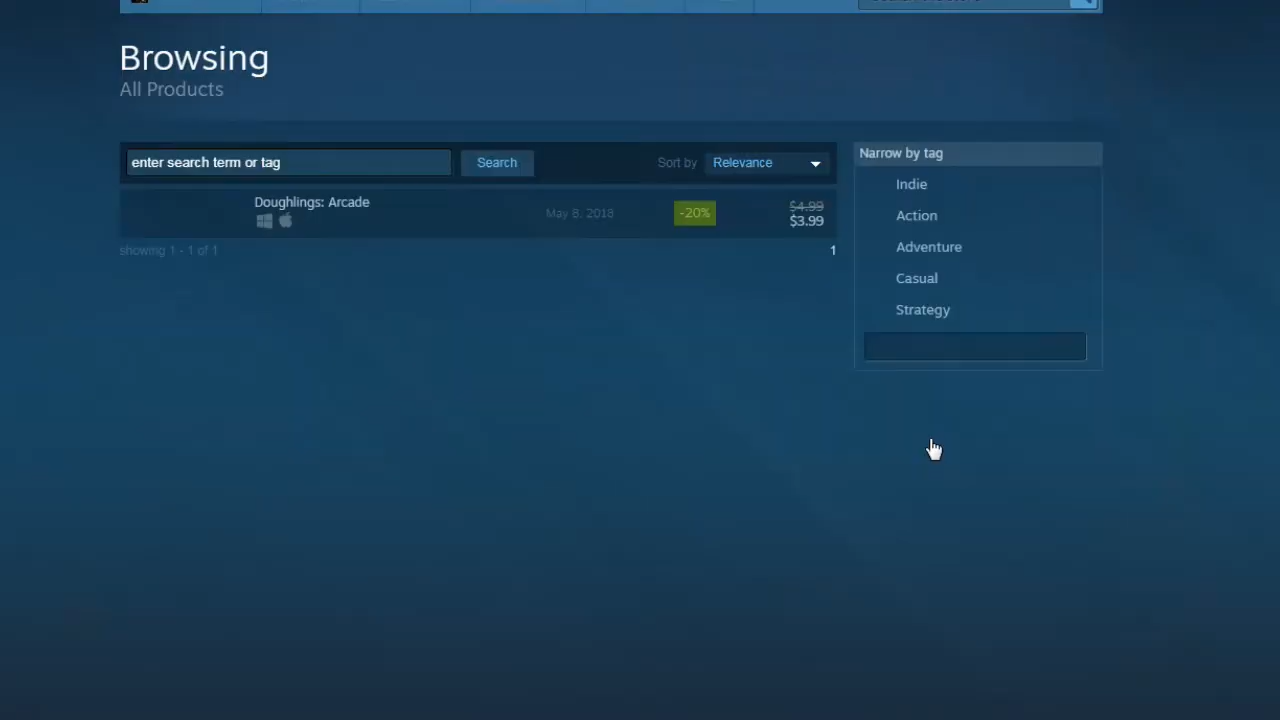 Browsing
All Products
enter search term or tag
Search
Sort by
Relevance
Doughlings: Arcade
May 8, 2018
-20%
$4.99
$3.99
showing 1 - 1 of 1
1
Narrow by tag
Indie
Action
Adventure
Casual
Strategy